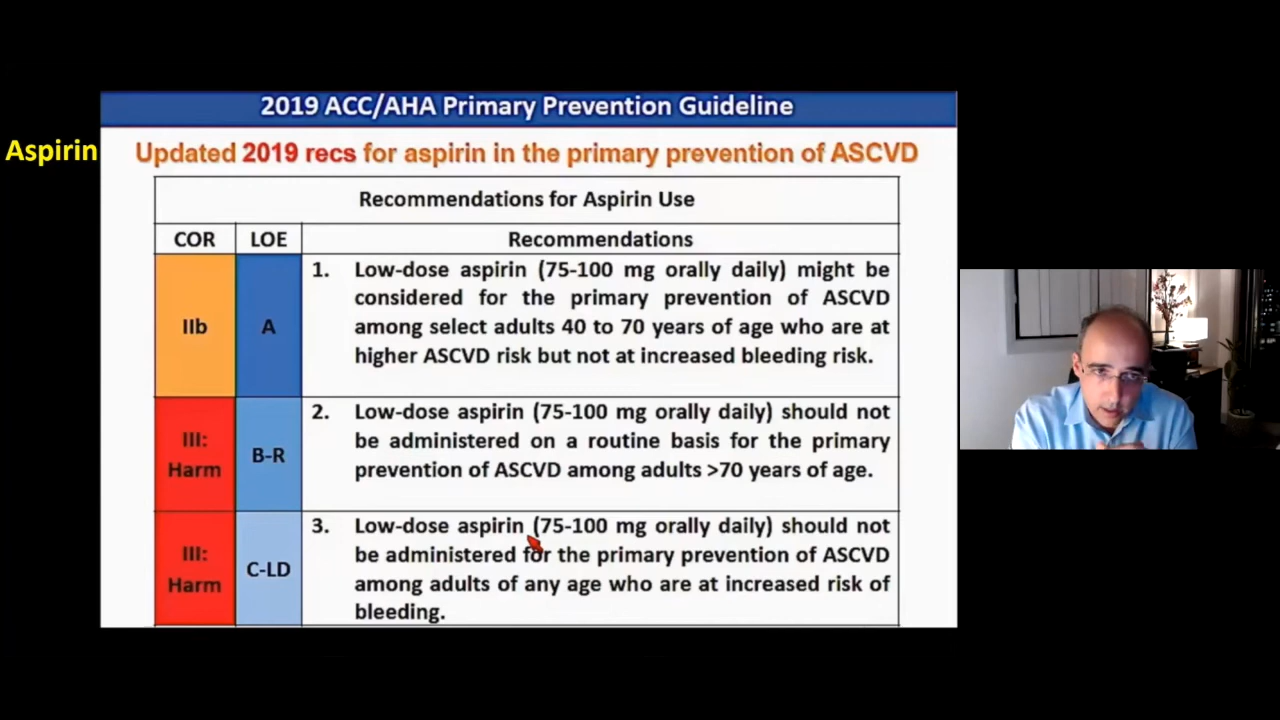 2019 ACC/AHA Primary Prevention Guideline
Aspirin
Updated 2019 recs for aspirin in the primary prevention of ASCVD
Recommendations for Aspirin Use
COR LOE Recommendations
IIb A
1. Low-dose aspirin (75-100 mg orally daily) might be
considered for the primary prevention of ASCVD
among select adults 40 to 70 years of age who are at
higher ASCVD risk but not at increased bleeding risk.
III:
Harm
B-R
2. Low-dose aspirin (75-100 mg orally daily) should not
be administered on a routine basis for the primary
prevention of ASCVD among adults >70 years of age.
III:
Harm
C-LD
3. Low-dose aspirin (75-100 mg orally daily) should not
be administered for the primary prevention of ASCVD
among adults of any age who are at increased risk of
bleeding.